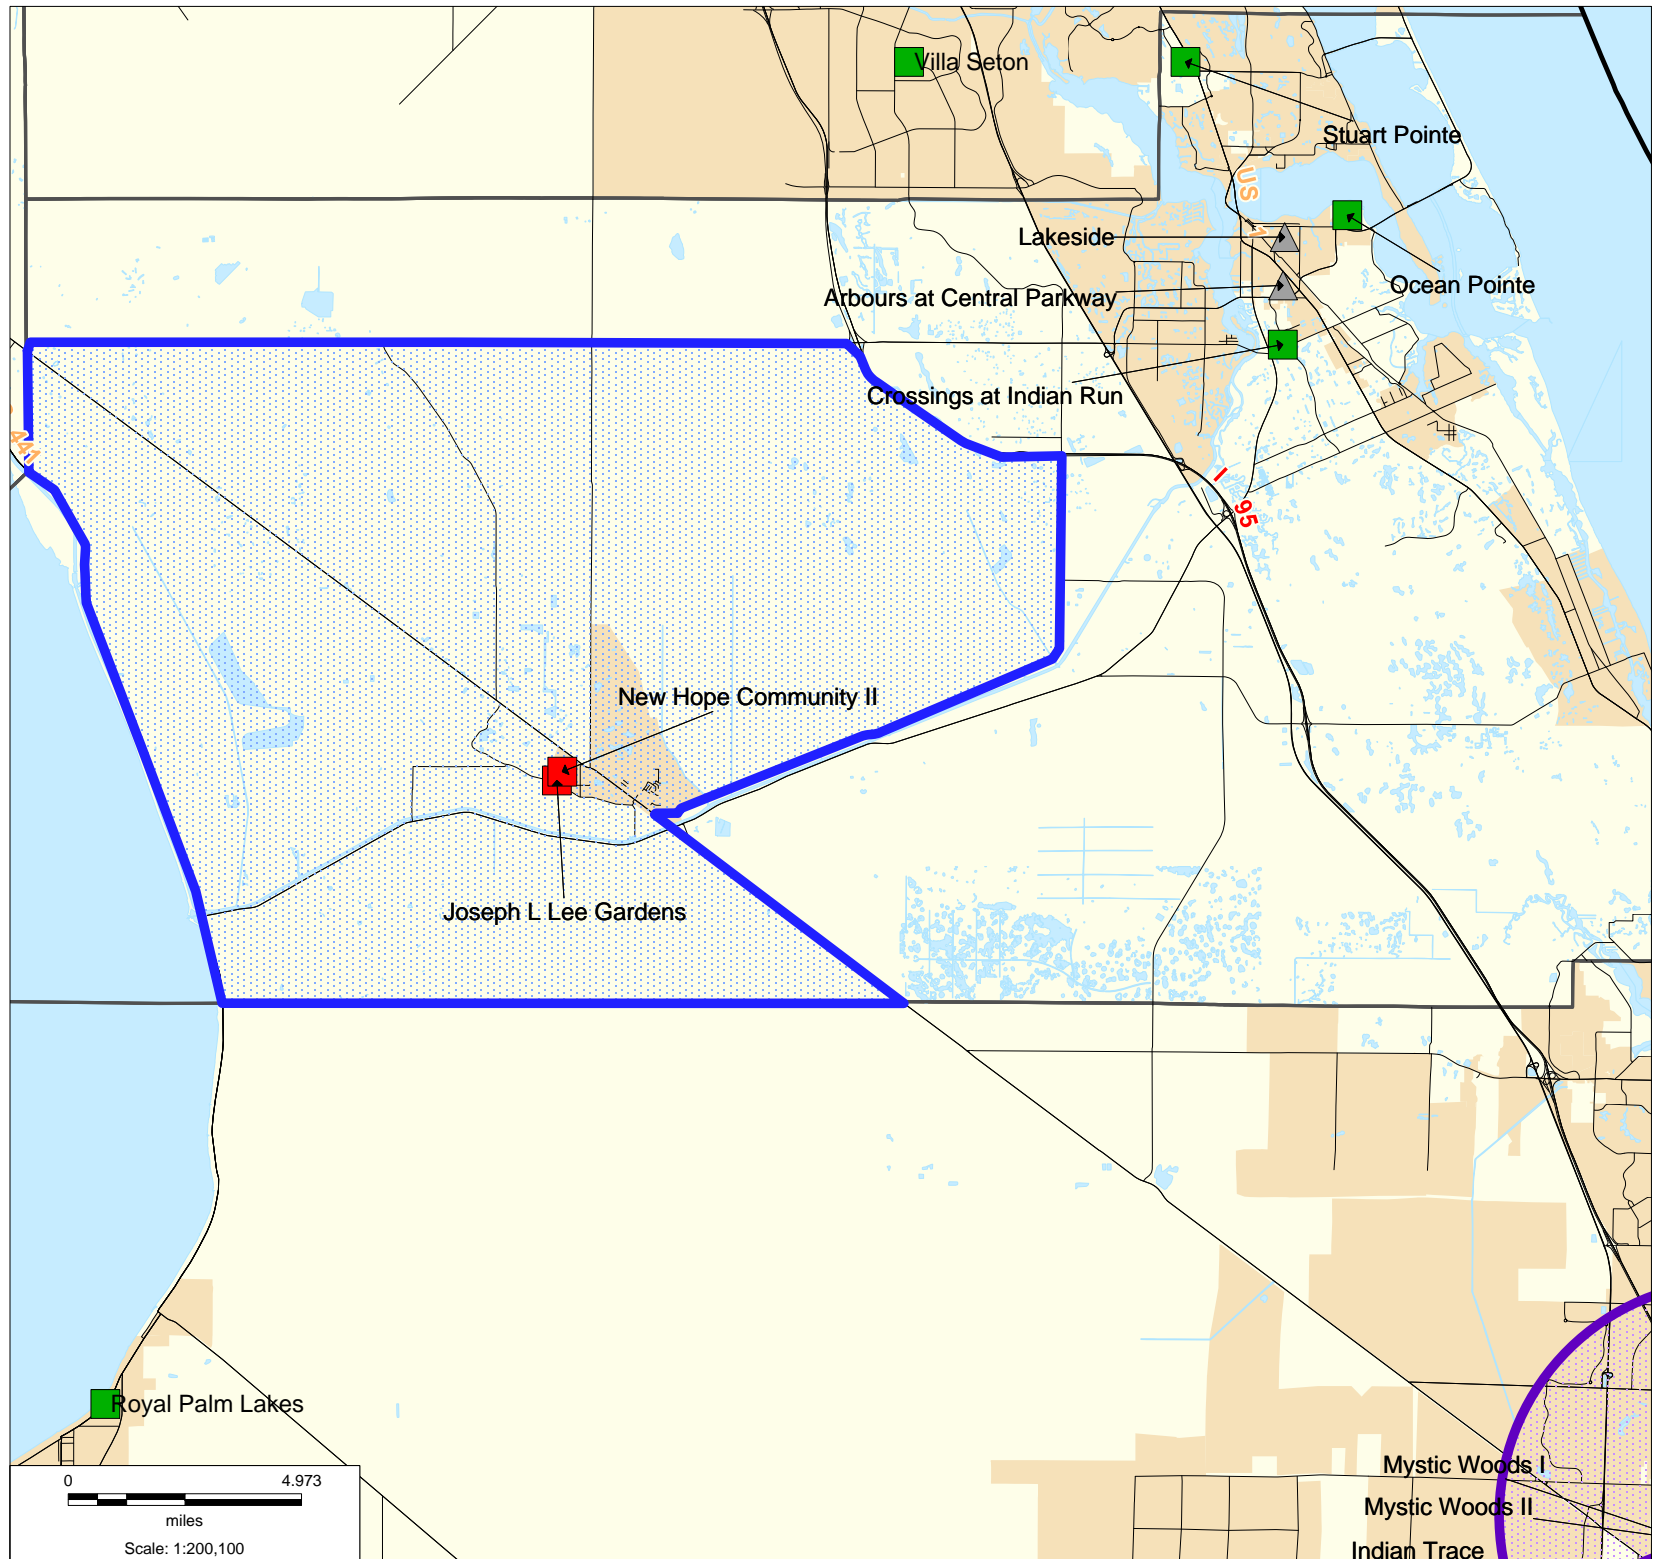 Villa Seton
Stuart Pointe
US 1
Lakeside
Ocean Pointe
Arbours at Central Parkway
Crossings at Indian Run
441
I 95
New Hope Community II
Joseph L Lee Gardens
Royal Palm Lakes
Mystic Woods I
Mystic Woods II
Indian Trace
0 4.973
miles
Scale: 1:200,100